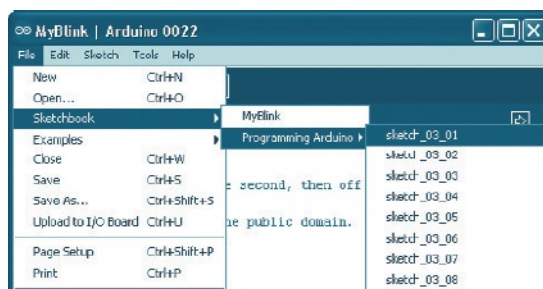 MyBlink | Arduino 0022
File Edit Sketch Tools Help
New Ctrl+N
Open... Ctrl+O
Sketchbook
MyBlink
Examples
Programming Arduino
sketch_03_01
Close Ctrl+W
sketch_03_02
Save Ctrl+S
sketch_03_03
e second, then off
Save As... Ctrl+Shift+S
sketch_03_04
Upload to I/O Board Ctrl+U
he public domain.
sketch_03_05
sketch_03_06
Page Setup Ctrl+Shift+P
sketch_03_07
Print Ctrl+P
sketch_03_08